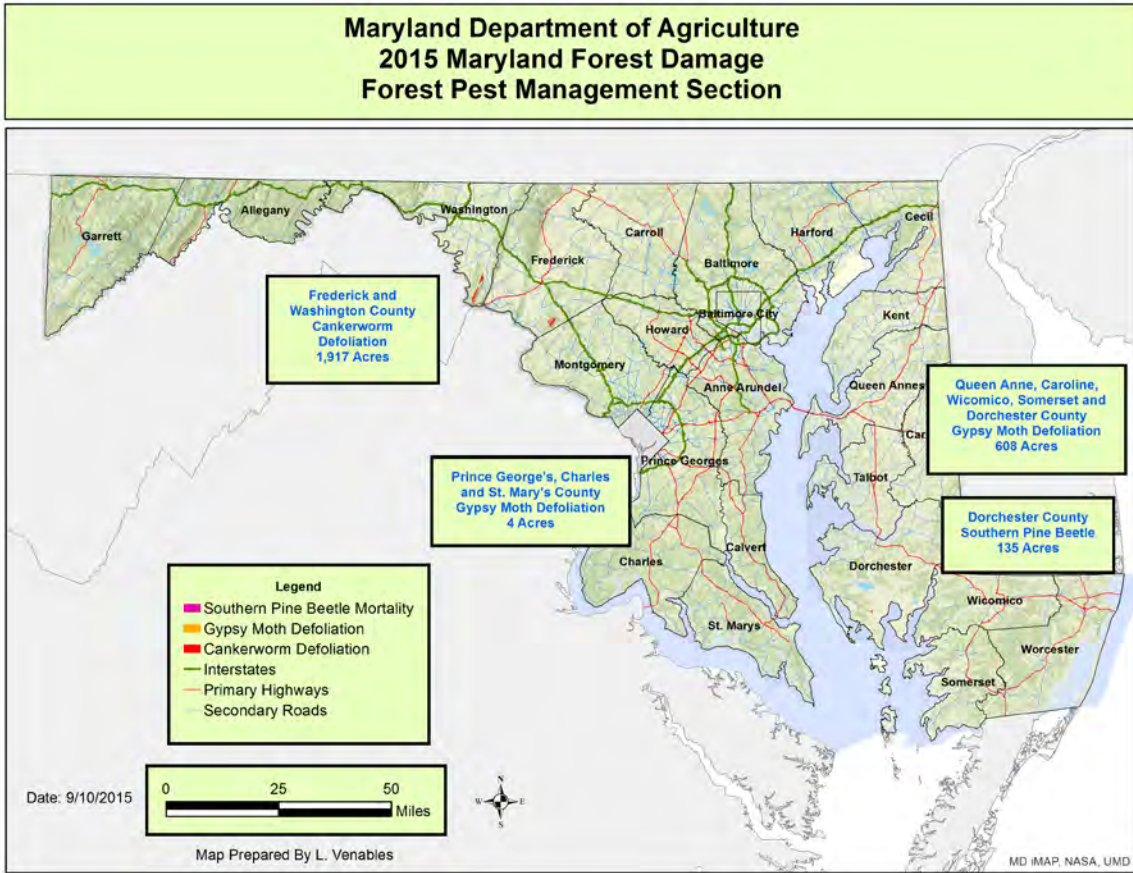 Maryland Department of Agriculture
2015 Maryland Forest Damage
Forest Pest Management Section
Garrett
Allegany
Washington
Frederick
Carroll
Baltimore
Harford
Cecil
Baltimore City
Howard
Montgomery
Anne Arundel
Kent
Queen Annes
Prince Georges
Talbot
Charles
Calvert
St. Marys
Dorchester
Wicomico
Worcester
Somerset
Frederick and
Washington County
Cankerworm
Defoliation
1,917 Acres
Queen Anne, Caroline,
Wicomico, Somerset and
Dorchester County
Gypsy Moth Defoliation
608 Acres
Prince George's, Charles
and St. Mary's County
Gypsy Moth Defoliation
4 Acres
Dorchester County
Southern Pine Beetle
135 Acres
Legend
Southern Pine Beetle Mortality
Gypsy Moth Defoliation
Cankerworm Defoliation
Interstates
Primary Highways
Secondary Roads
Date: 9/10/2015
0 25 50
Miles
N
W E
S
Map Prepared By L. Venables
MD iMAP, NASA, UMD